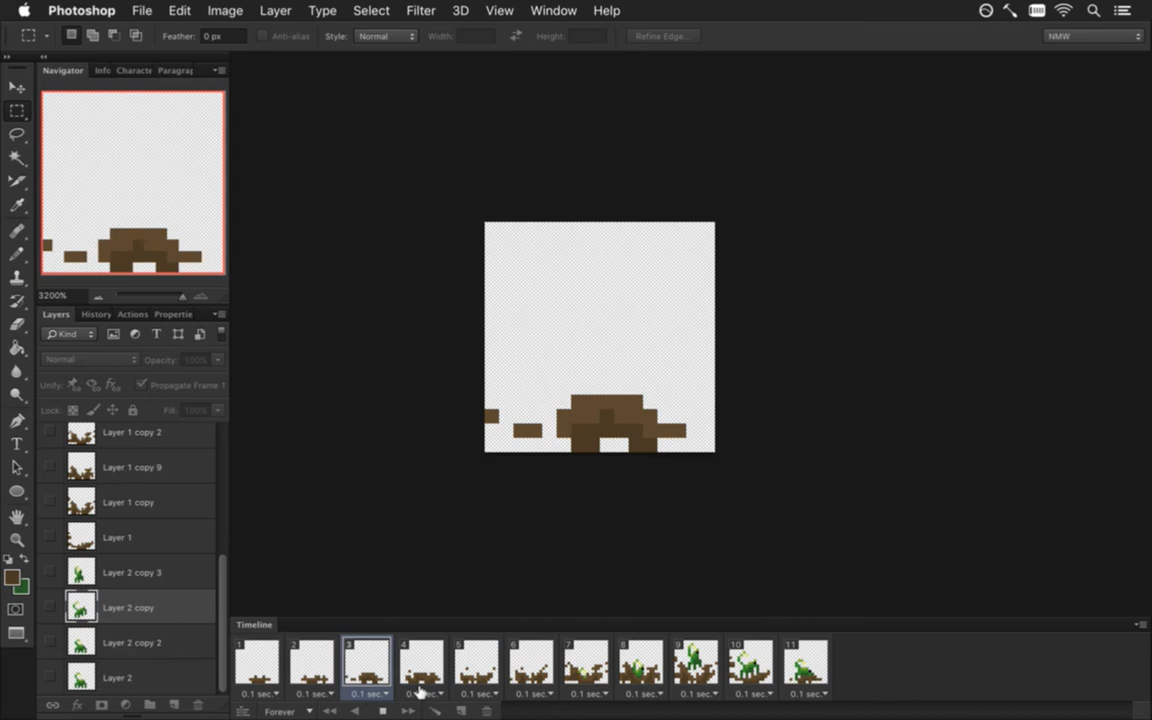 Photoshop File Edit Image Layer Type Select Filter 3D View Window Help
Feather: 0 px Anti-alias Style: Normal Width: Height: Refine Edge... NMW
Navigator Info Characte Paragrap
3200%
Layers History Actions Propertie
Kind
Normal Opacity: 100%
Unify: Propagate Frame 1
Lock: Fill: 100%
Layer 1 copy 2
Layer 1 copy 9
Layer 1 copy
Layer 1
Layer 2 copy 3
Layer 2 copy
Layer 2 copy 2
Layer 2
Timeline
1 2 3 4 5 6 7 8 9 10 11
0.1 sec. 0.1 sec. 0.1 sec. sec. 0.1 sec. 0.1 sec. 0.1 sec. 0.1 sec. 0.1 sec. 0.1 sec. 0.1 sec.
Forever